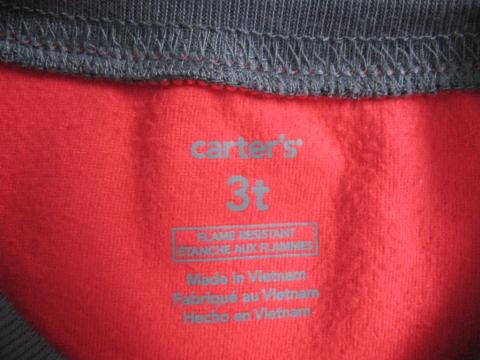 carter's
3t
FLAME RESISTANT
ÉTANCHE AUX FLAMMES
Made in Vietnam
Fabriqué au Vietnam
Hecho en Vietnam